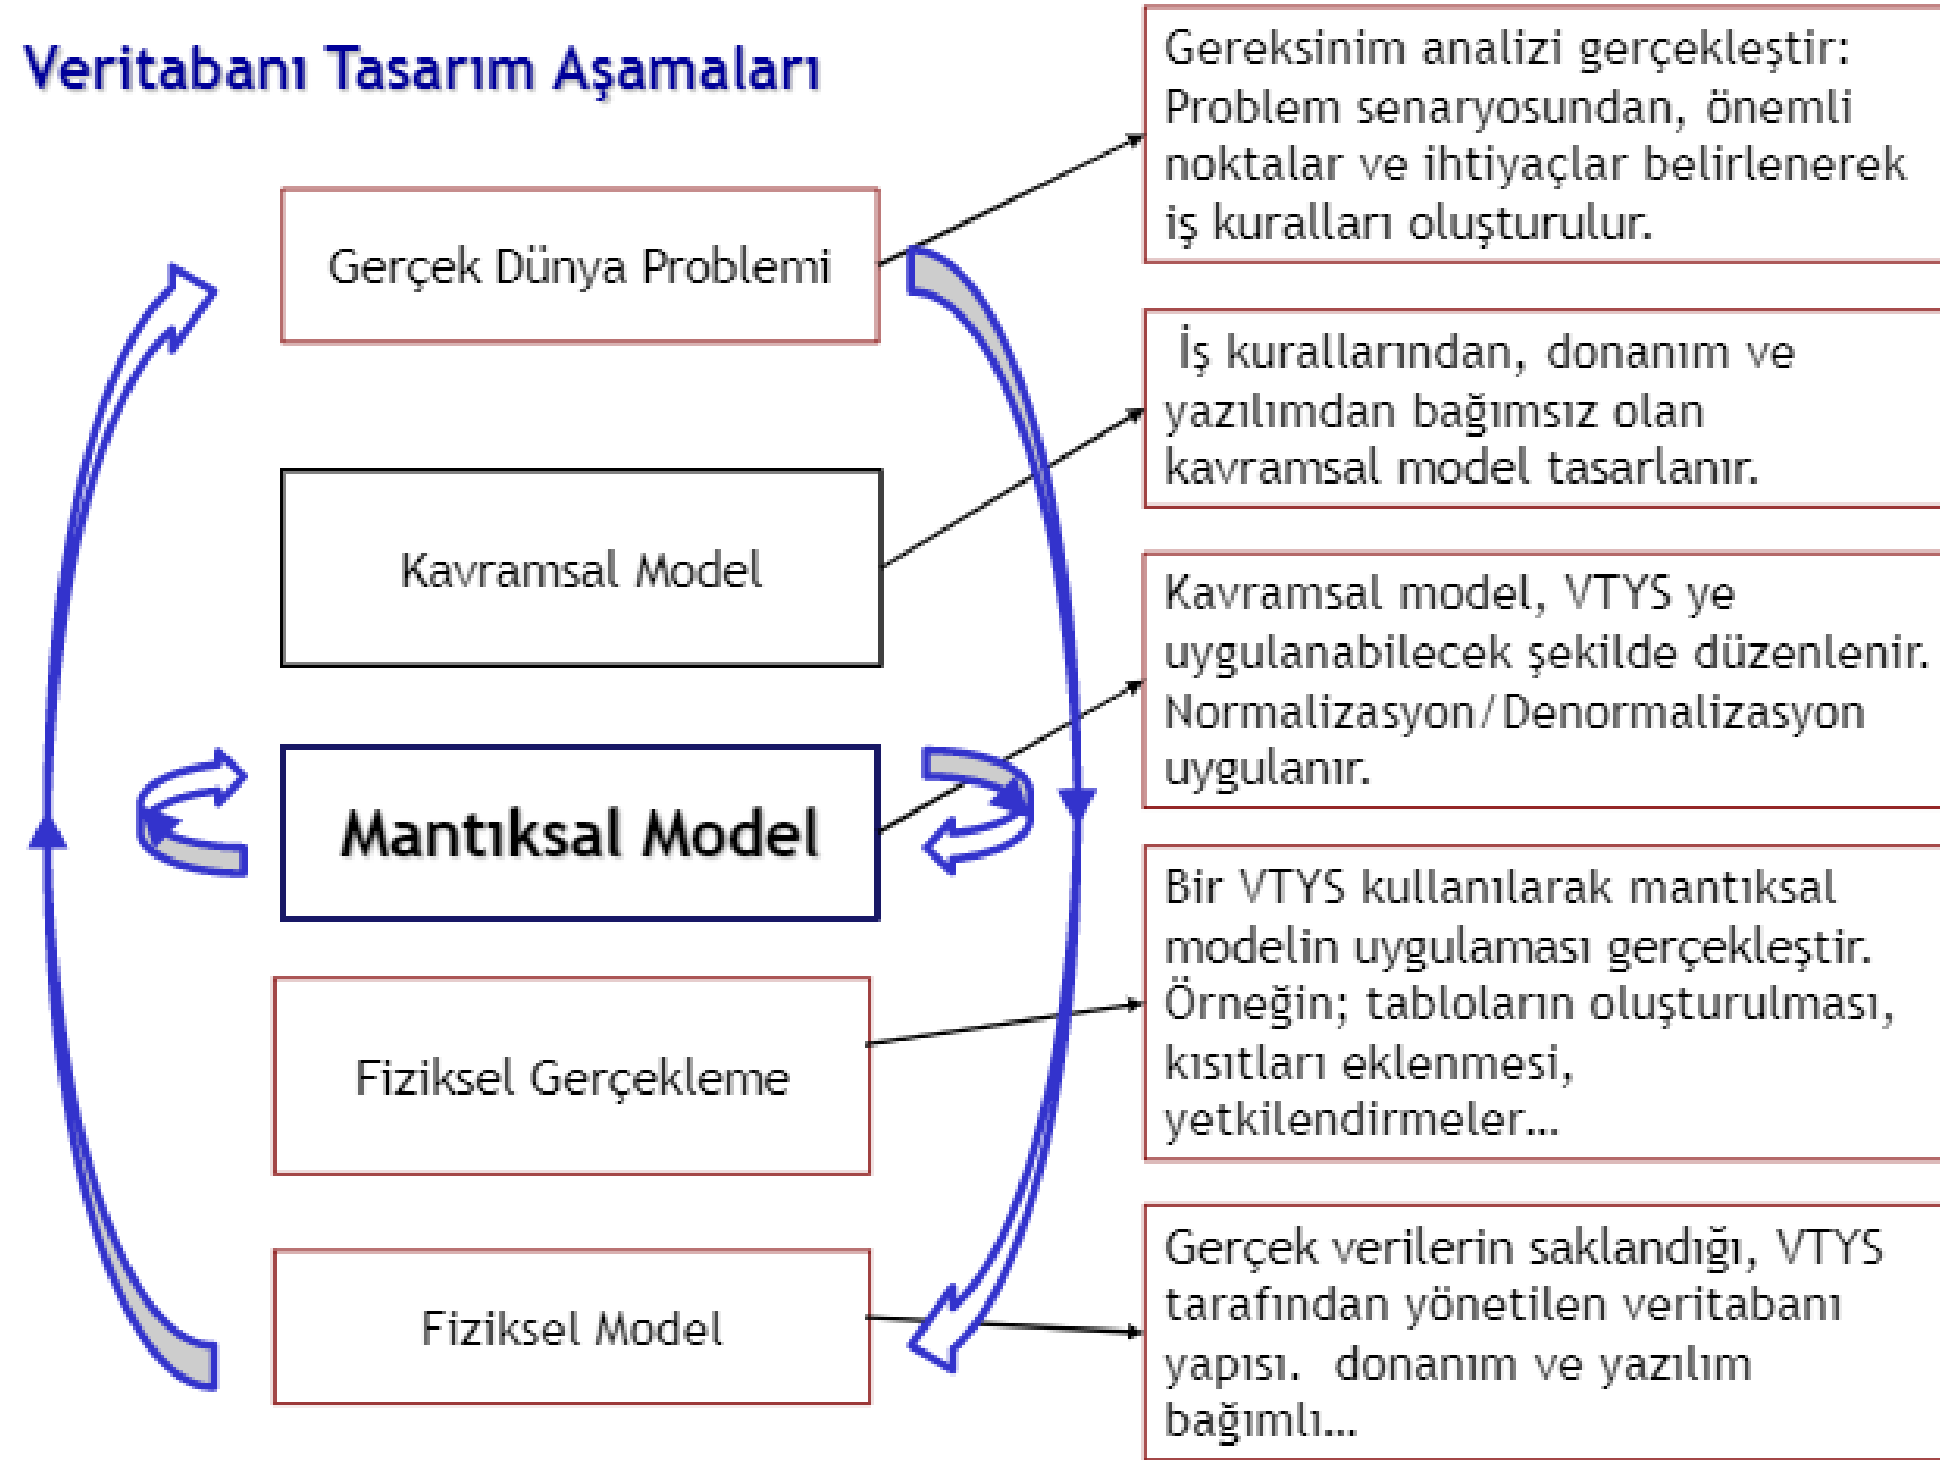 Veritabanı Tasarım Aşamaları
Gerçek Dünya Problemi
Gereksinim analizi gerçekleştir:
Problem senaryosundan, önemli
noktalar ve ihtiyaçlar belirlenerek
iş kuralları oluşturulur.
Kavramsal Model
İş kurallarından, donanım ve
yazılımdan bağımsız olan
kavramsal model tasarlanır.
Mantıksal Model
Kavramsal model, VTYS ye
uygulanabilecek şekilde düzenlenir.
Normalizasyon/Denormalizasyon
uygulanır.
Fiziksel Gerçekleme
Bir VTYS kullanılarak mantıksal
modelin uygulaması gerçekleştir.
Örneğin; tabloların oluşturulması,
kısıtları eklenmesi,
yetkilendirmeler...
Fiziksel Model
Gerçek verilerin saklandığı, VTYS
tarafından yönetilen veritabanı
yapısı. donanım ve yazılım
bağımlı...